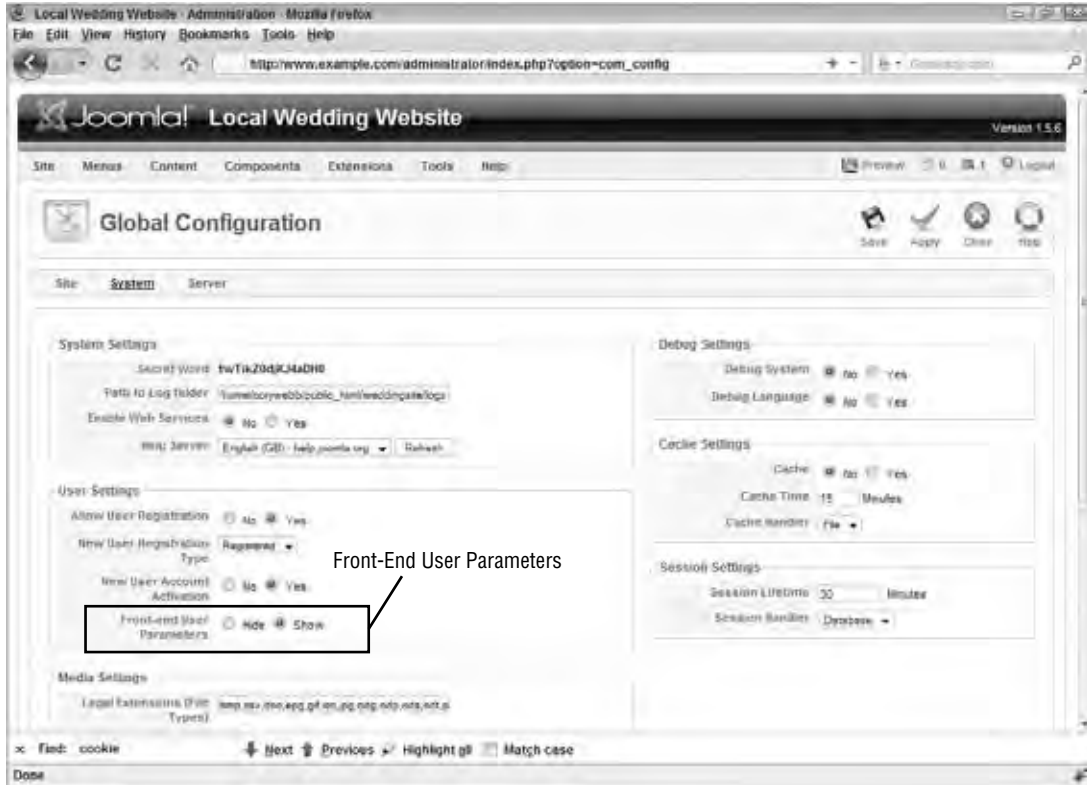 Local Wedding Website - Administration - Mozilla Firefox
File Edit View History Bookmarks Tools Help
http://www.example.com/administrator/index.php?option=com_config
Joomla! Local Wedding Website
Version 1.5.6
Site Menus Content Components Extensions Tools Help
Preview 0 1 Logout
Global Configuration
Save Apply Close Help
Site System Server
System Settings
Secret Word
Path to Log folder
Enable Web Services No Yes
Help Server English (GB) - help.joomla.org Refresh
User Settings
Allow User Registration No Yes
New User Registration
Type
Registered
New User Account
Activation
No Yes
Front-end User
Parameters
Hide Show
Front-End User Parameters
Media Settings
Legal Extensions (File
Types)
Debug Settings
Debug System No Yes
Debug Language No Yes
Cache Settings
Cache No Yes
Cache Time 15 Minutes
Cache Handler File
Session Settings
Session Lifetime Minutes
Session Handler Database
Find: cookie Next Previous Highlight all Match case
Done